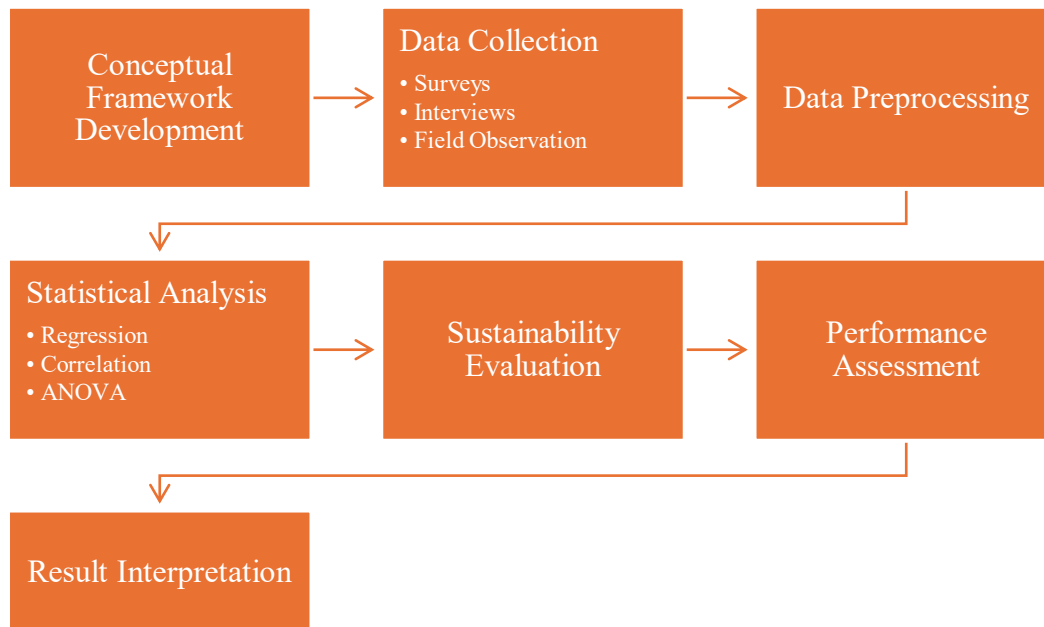 Conceptual
Framework
Development
Data Collection
• Surveys
• Interviews
• Field Observation
Data Preprocessing
Statistical Analysis
• Regression
• Correlation
• ANOVA
Sustainability
Evaluation
Performance
Assessment
Result Interpretation